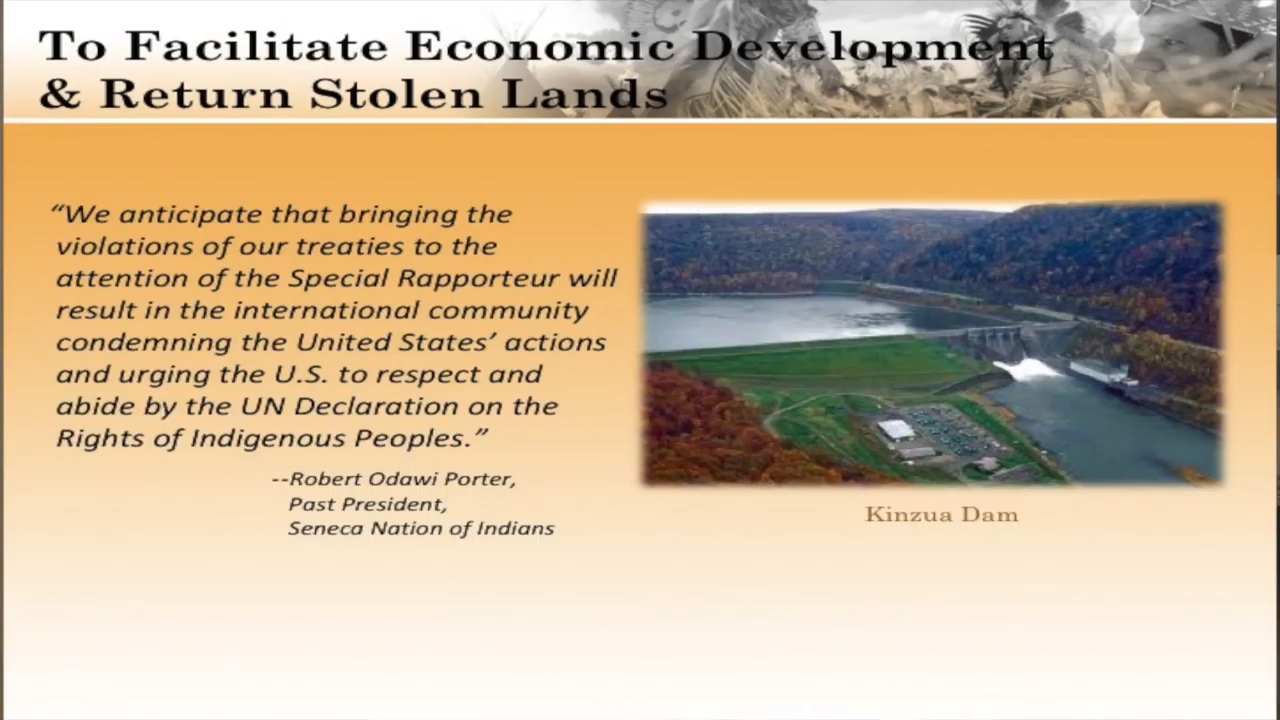 To Facilitate Economic Development
& Return Stolen Lands
“We anticipate that bringing the
violations of our treaties to the
attention of the Special Rapporteur will
result in the international community
condemning the United States’ actions
and urging the U.S. to respect and
abide by the UN Declaration on the
Rights of Indigenous Peoples.”
--Robert Odawi Porter,
Past President,
Seneca Nation of Indians
Kinzua Dam